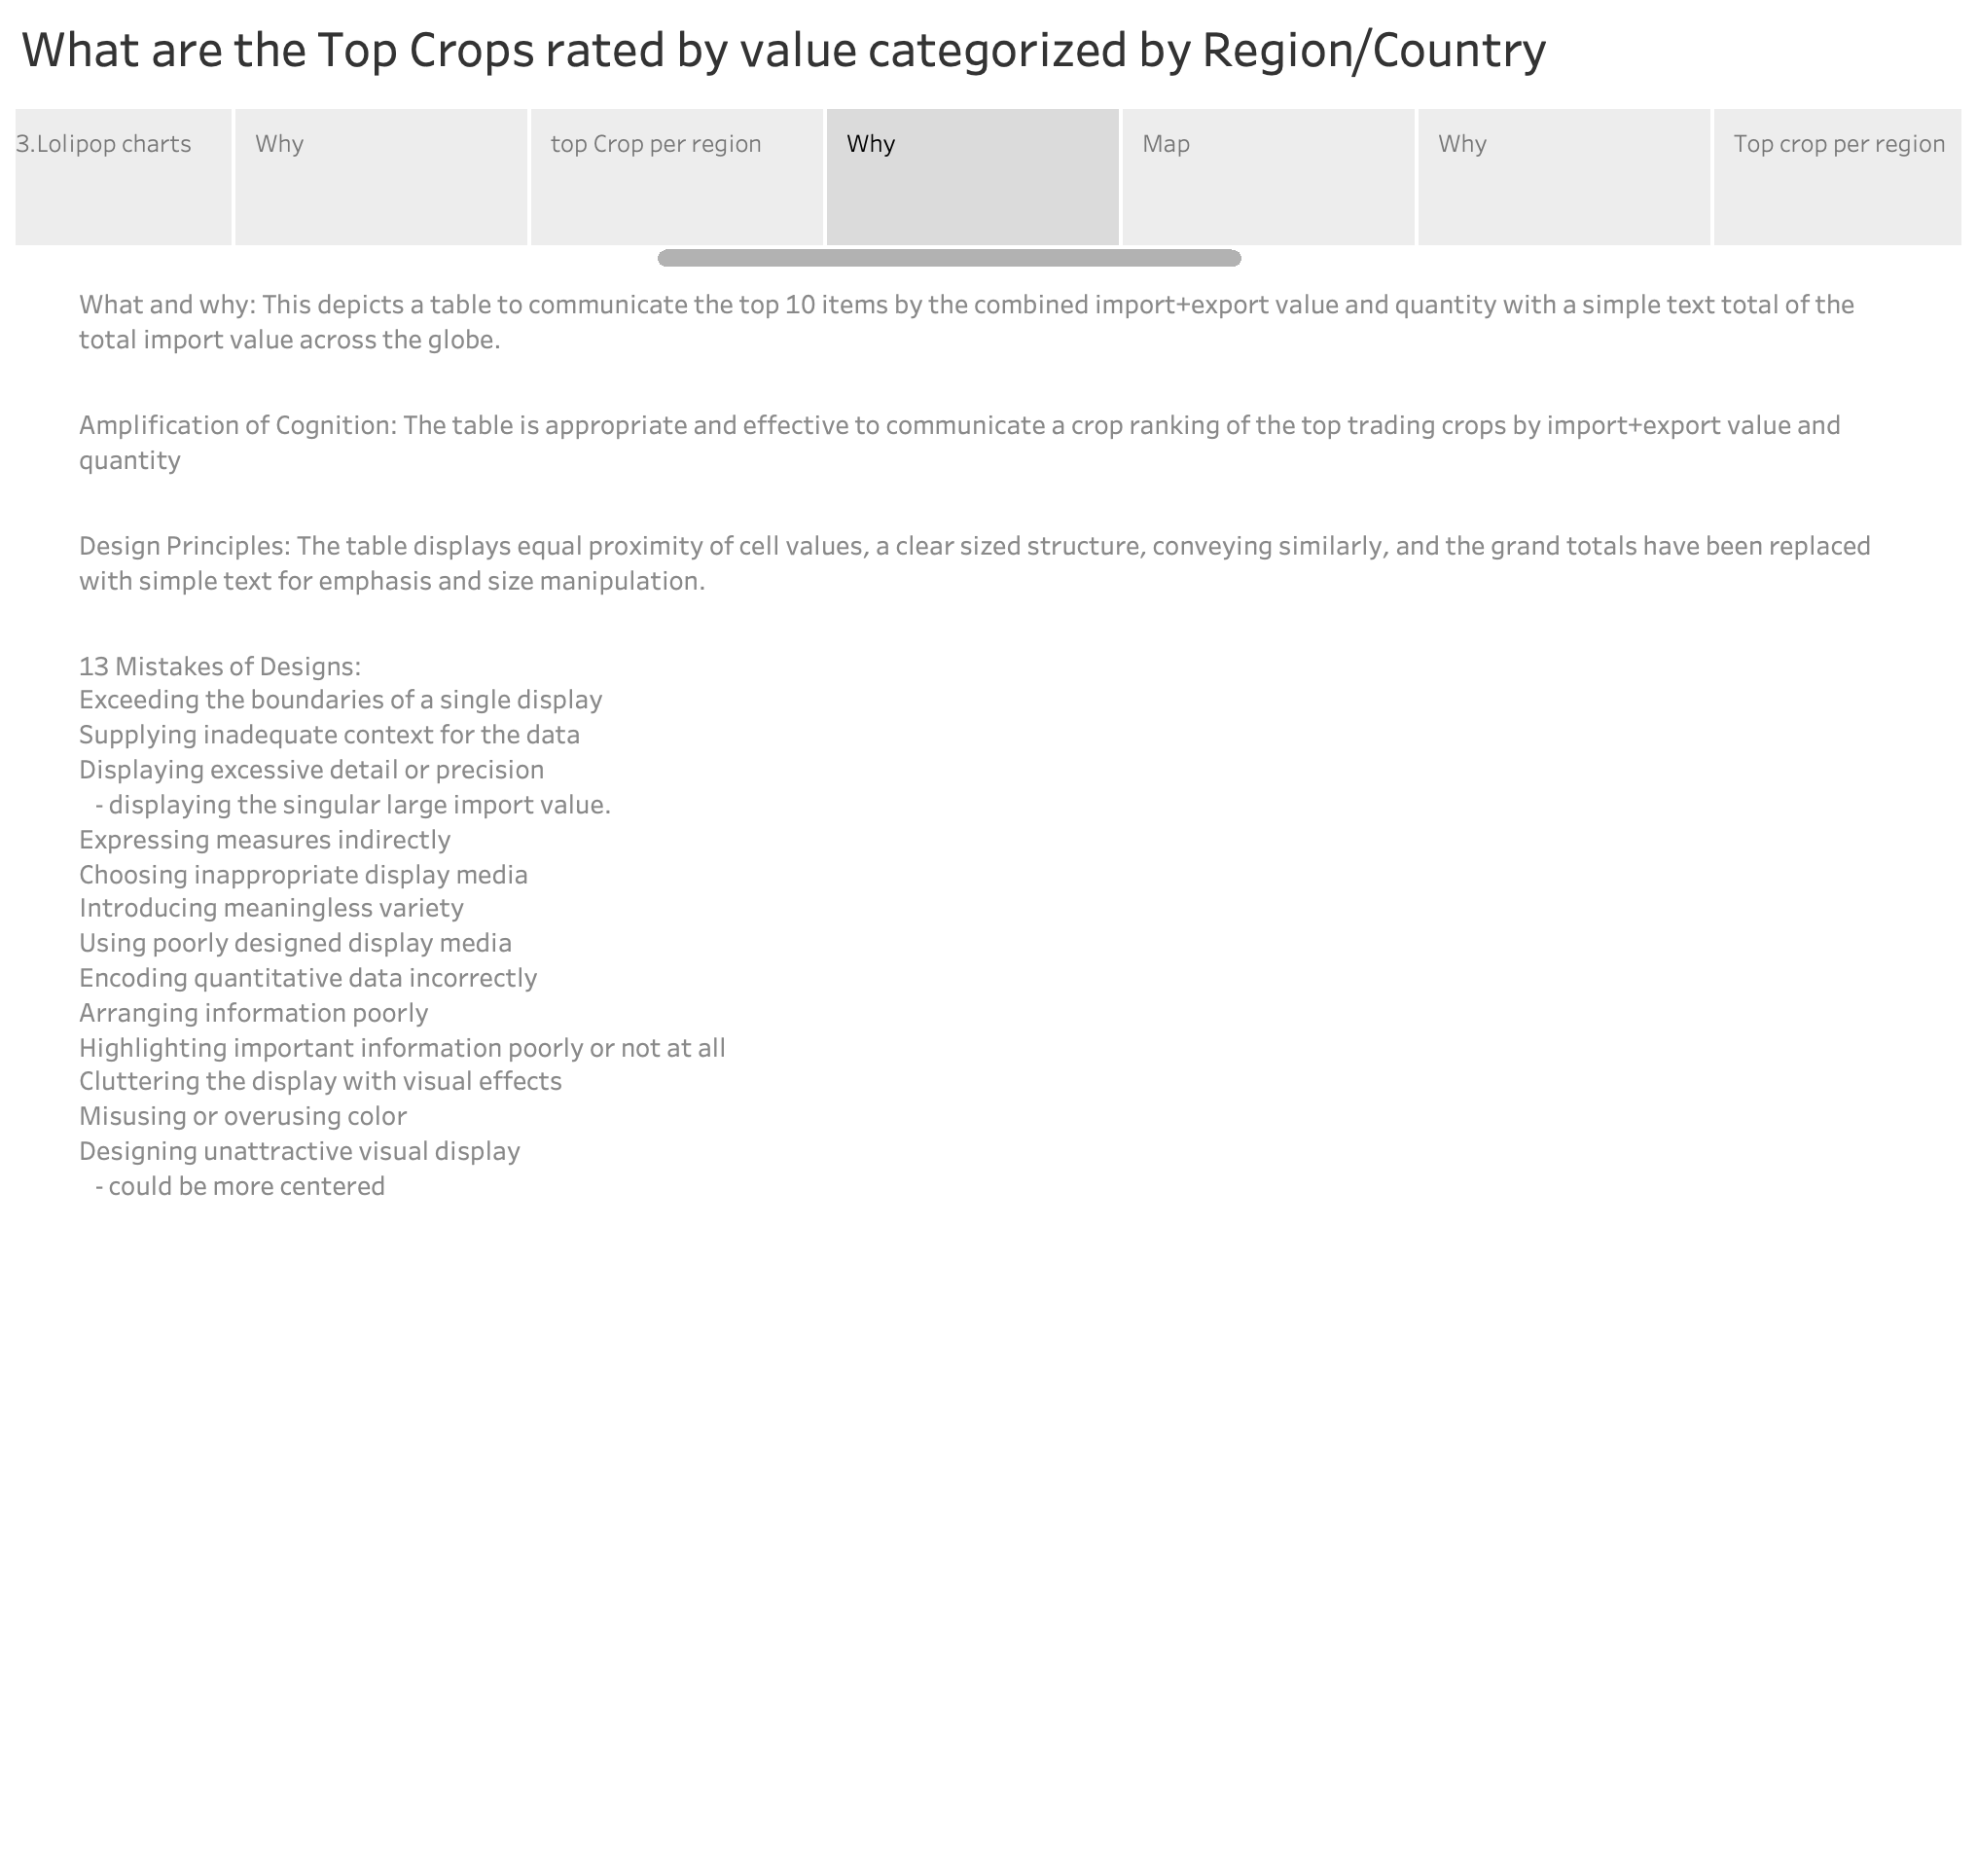 What are the Top Crops rated by value categorized by Region/Country
3.Lolipop charts
Why
top Crop per region
Why
Map
Why
Top crop per region
What and why: This depicts a table to communicate the top 10 items by the combined import+export value and quantity with a simple text total of the
total import value across the globe.
Amplification of Cognition: The table is appropriate and effective to communicate a crop ranking of the top trading crops by import+export value and
quantity
Design Principles: The table displays equal proximity of cell values, a clear sized structure, conveying similarly, and the grand totals have been replaced
with simple text for emphasis and size manipulation.
13 Mistakes of Designs:
Exceeding the boundaries of a single display
Supplying inadequate context for the data
Displaying excessive detail or precision
- displaying the singular large import value.
Expressing measures indirectly
Choosing inappropriate display media
Introducing meaningless variety
Using poorly designed display media
Encoding quantitative data incorrectly
Arranging information poorly
Highlighting important information poorly or not at all
Cluttering the display with visual effects
Misusing or overusing color
Designing unattractive visual display
- could be more centered